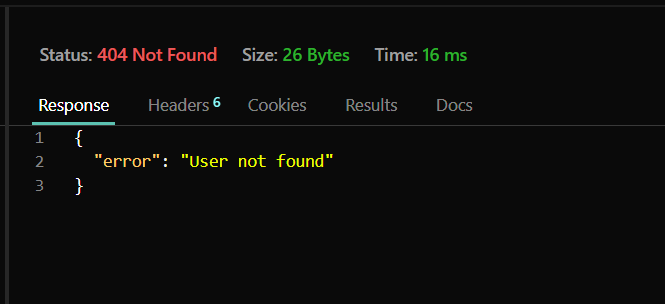 Status: 404 Not Found Size: 26 Bytes Time: 16 ms
Response Headers 6 Cookies Results Docs
1 {
2 "error": "User not found"
3 }